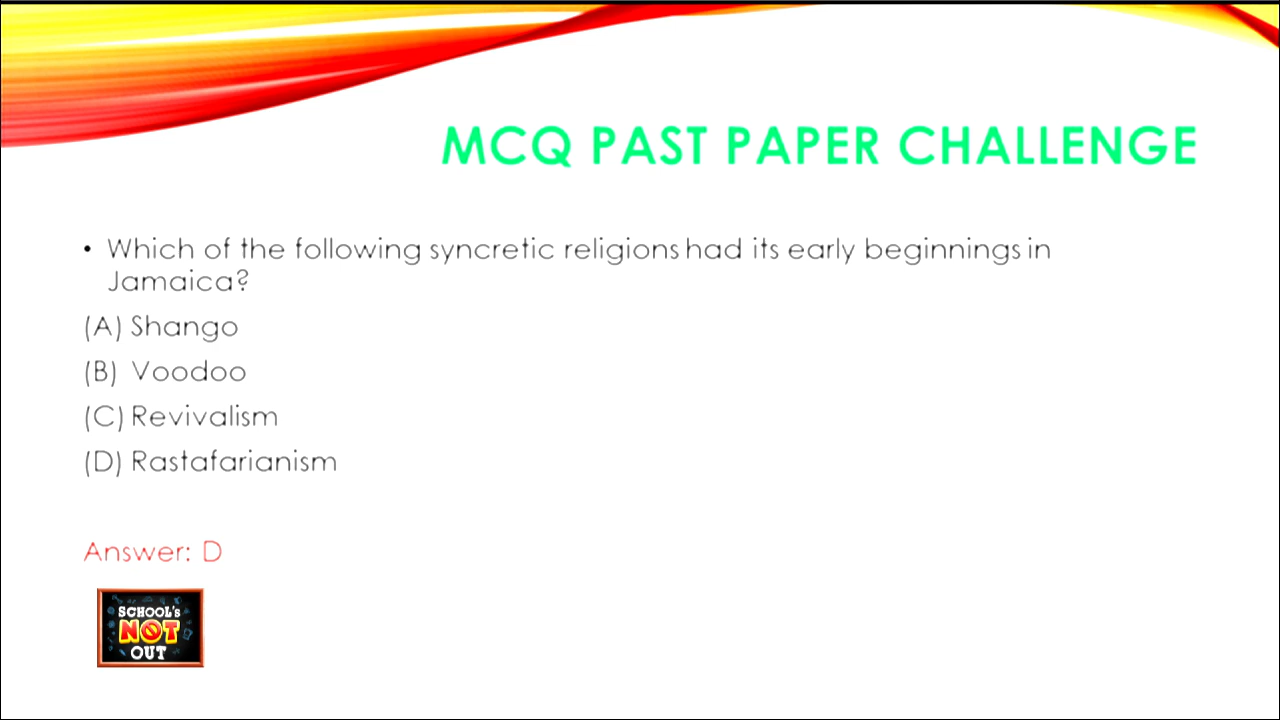 MCQ PAST PAPER CHALLENGE
• Which of the following syncretic religions had its early beginnings in
Jamaica?
(A) Shango
(B) Voodoo
(C) Revivalism
(D) Rastafarianism
Answer: D
SCHOOL'S
NOT
OUT